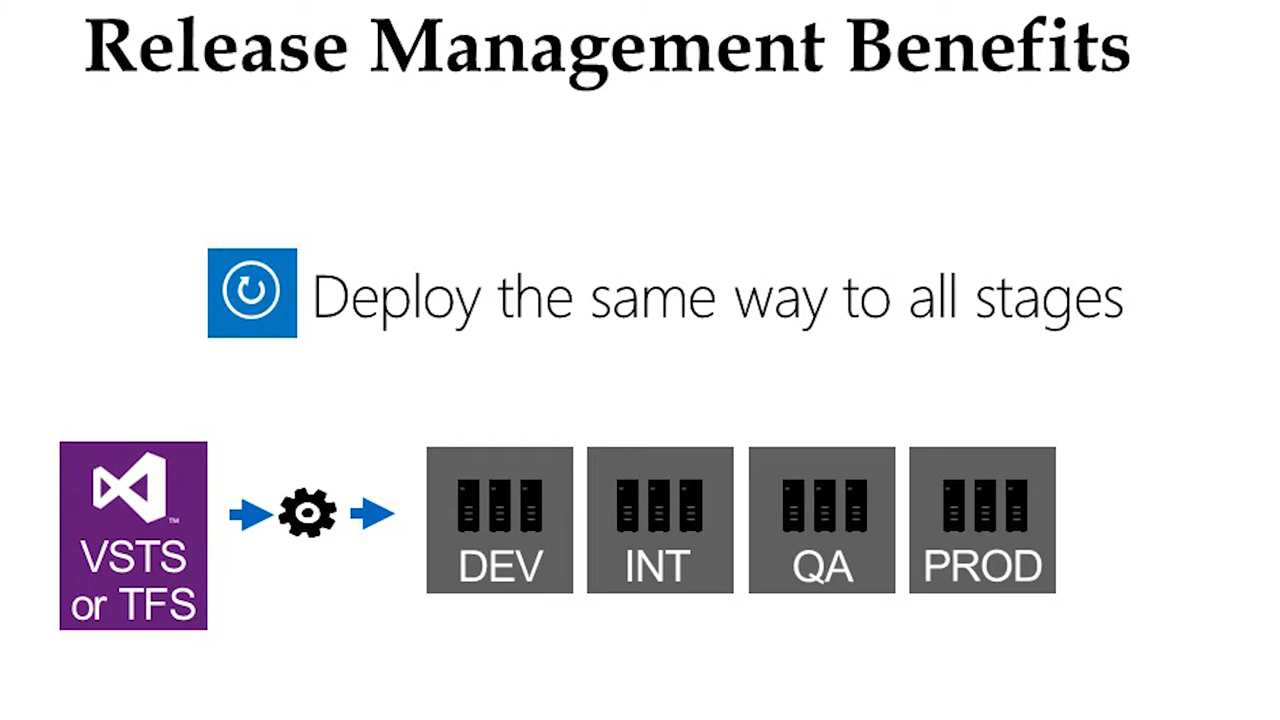 Release Management Benefits
Deploy the same way to all stages
VSTS
or TFS
DEV
INT
QA
PROD